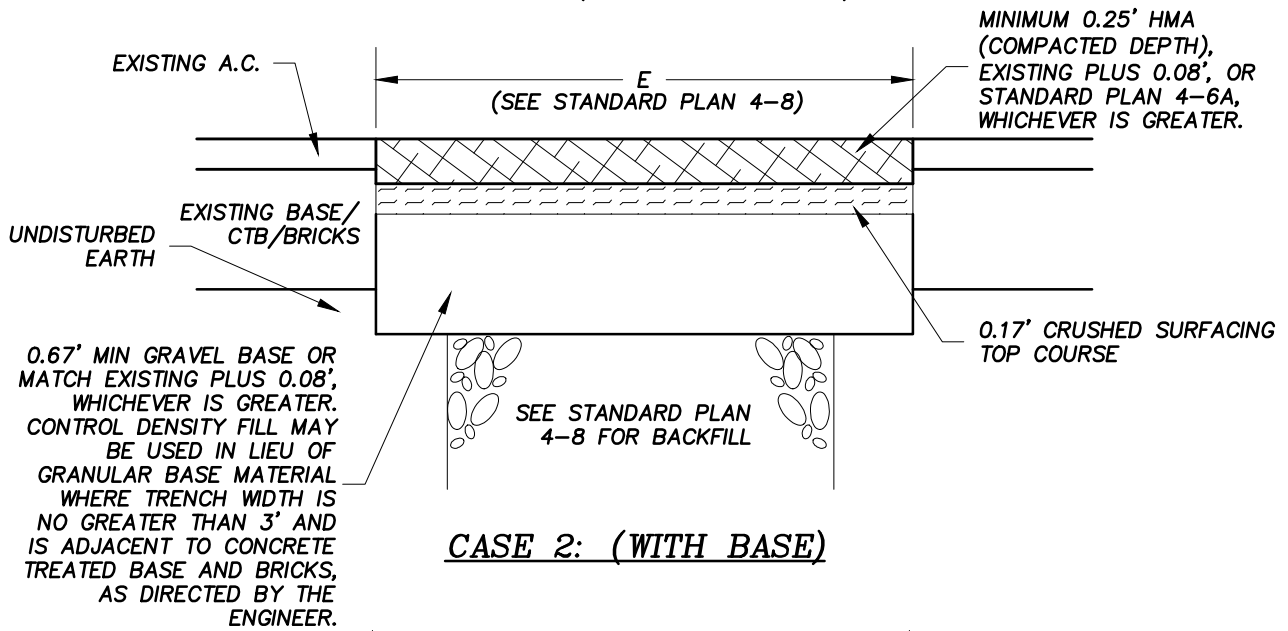 EXISTING A.C.
E
(SEE STANDARD PLAN 4-8)
MINIMUM 0.25' HMA
(COMPACTED DEPTH),
EXISTING PLUS 0.08', OR
STANDARD PLAN 4-6A,
WHICHEVER IS GREATER.
EXISTING BASE/
CTB/BRICKS
UNDISTURBED
EARTH
0.17' CRUSHED SURFACING
TOP COURSE
0.67' MIN GRAVEL BASE OR
MATCH EXISTING PLUS 0.08',
WHICHEVER IS GREATER.
CONTROL DENSITY FILL MAY
BE USED IN LIEU OF
GRANULAR BASE MATERIAL
WHERE TRENCH WIDTH IS
NO GREATER THAN 3' AND
IS ADJACENT TO CONCRETE
TREATED BASE AND BRICKS,
AS DIRECTED BY THE
ENGINEER.
SEE STANDARD PLAN
4-8 FOR BACKFILL
CASE 2: (WITH BASE)